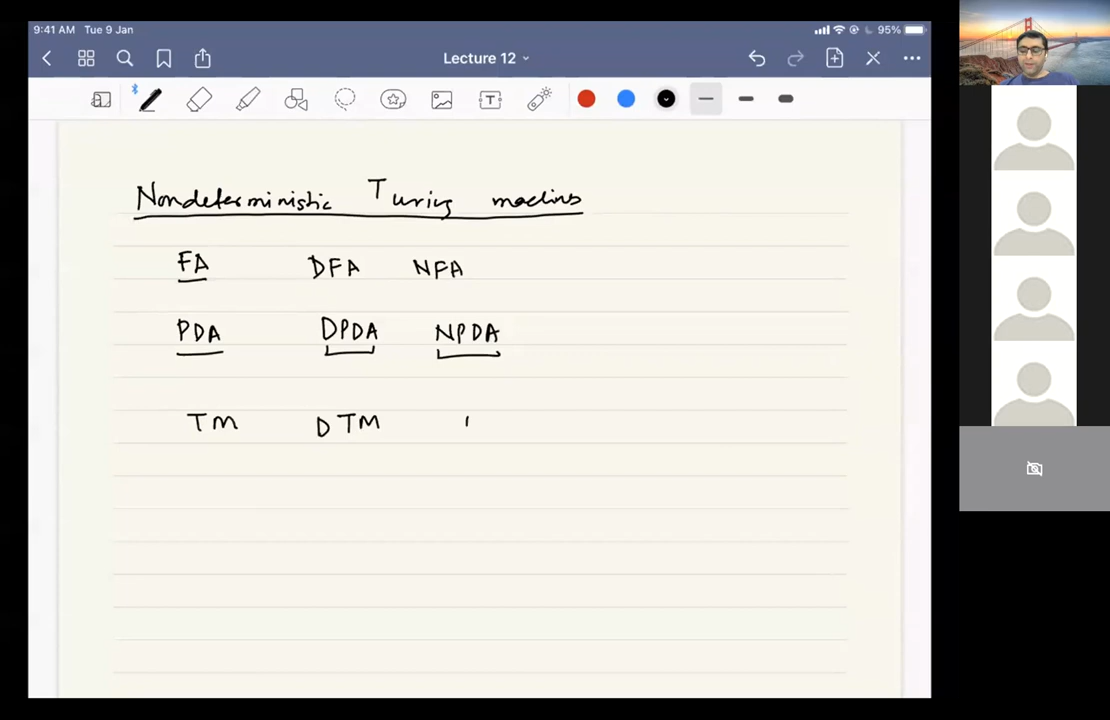 9:41 AM Tue 9 Jan 95%
Lecture 12
Nondeterministic Turing machines
FA DFA NFA
PDA DPDA NPDA
TM DTM